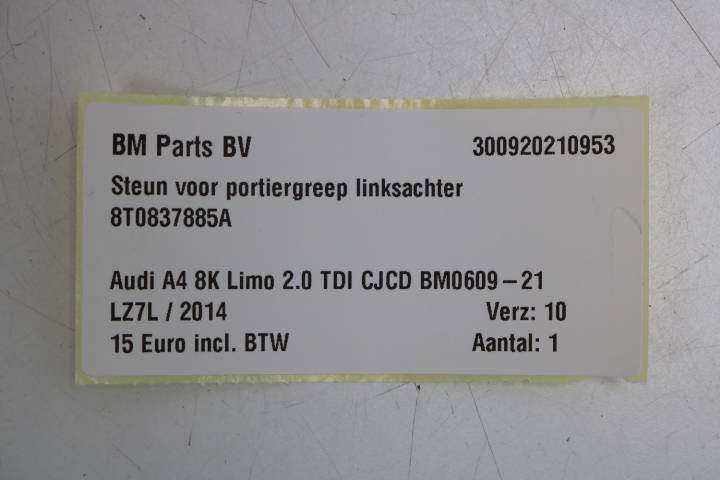 BM Parts BV 300920210953
Steun voor portiergreep linksachter
8T0837885A
Audi A4 8K Limo 2.0 TDI CJCD BM0609-21
LZ7L / 2014 Verz: 10
15 Euro incl. BTW Aantal: 1